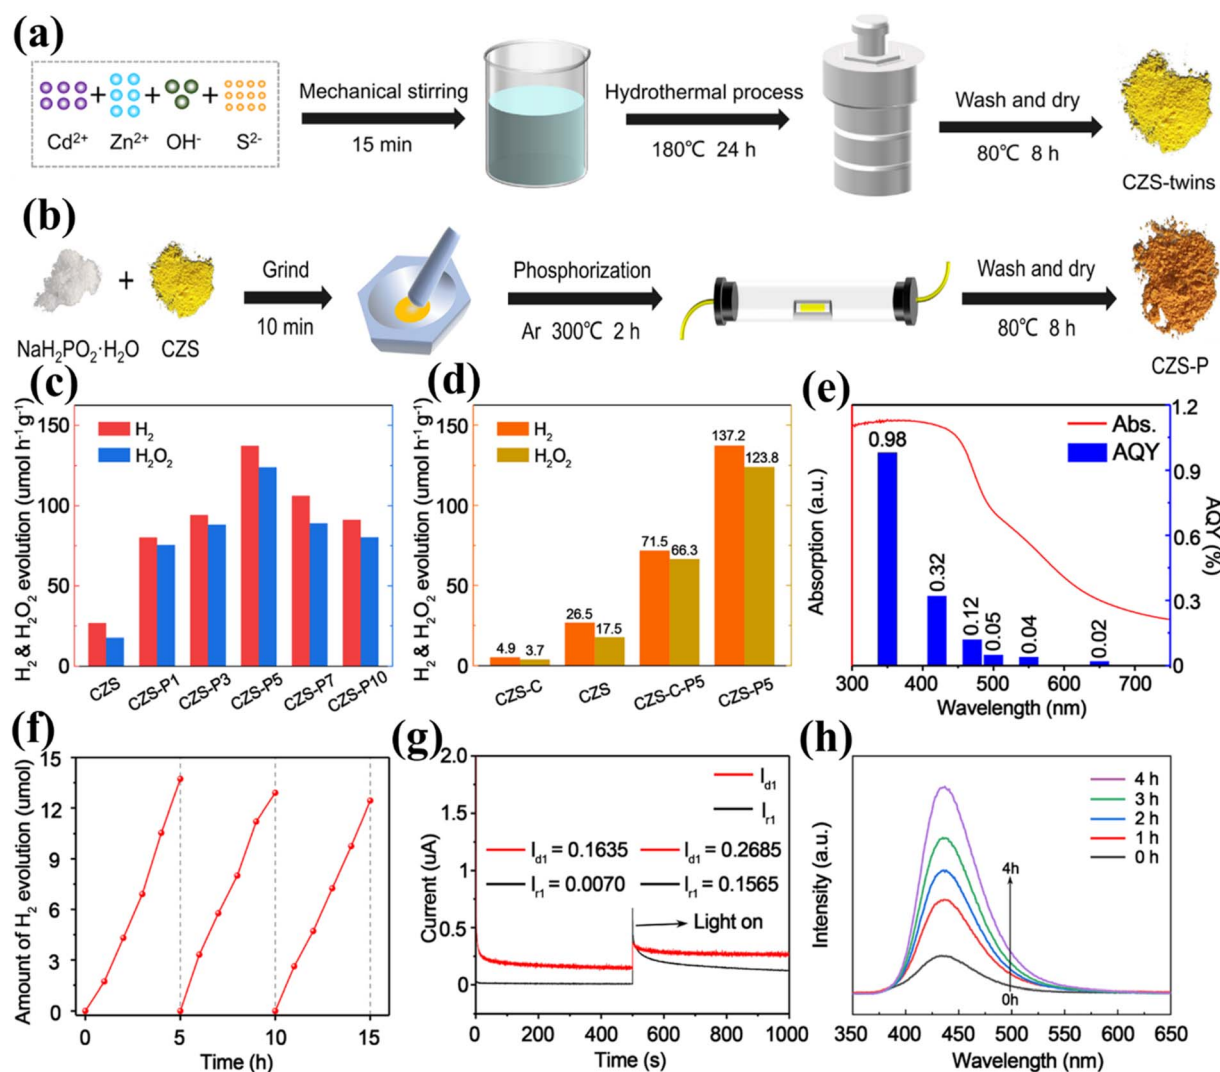 (a)
Cd²⁺ + Zn²⁺ + OH⁻ + S²⁻
Mechanical stirring
15 min
Hydrothermal process
180℃ 24 h
Wash and dry
80℃ 8 h
CZS-twins
(b)
NaH₂PO₂·H₂O + CZS
Grind
10 min
Phosphorization
Ar 300℃ 2 h
Wash and dry
80℃ 8 h
CZS-P
(c)
H₂ & H₂O₂ evolution (umol h⁻¹ g⁻¹)
150
100
50
0
H₂
H₂O₂
CZS CZS-P1 CZS-P3 CZS-P5 CZS-P7 CZS-P10
(d)
H₂ & H₂O₂ evolution (umol h⁻¹ g⁻¹)
150
100
50
0
H₂
H₂O₂
4.9 3.7
26.5 17.5
71.5 66.3
137.2 123.8
CZS-C CZS CZS-C-P5 CZS-P5
(e)
Absorption (a.u.)
Abs.
AQY
0.98 0.32 0.12 0.05 0.04 0.02
1.2
0.9
0.6
0.3
0
AQY (%)
300 400 500 600 700
Wavelength (nm)
(f)
Amount of H₂ evolution (umol)
15
12
9
6
3
0
0 5 10 15
Time (h)
(g)
Current (uA)
2.0
1.5
1
0.5
0
I_d1
I_r1
I_d1 = 0.1635 I_d1 = 0.2685
I_r1 = 0.0070 I_r1 = 0.1565
Light on
0 200 400 600 800 1000
Time (s)
(h)
Intensity (a.u.)
4 h
3 h
2 h
1 h
0 h
4h
0h
350 400 450 500 550 600 650
Wavelength (nm)